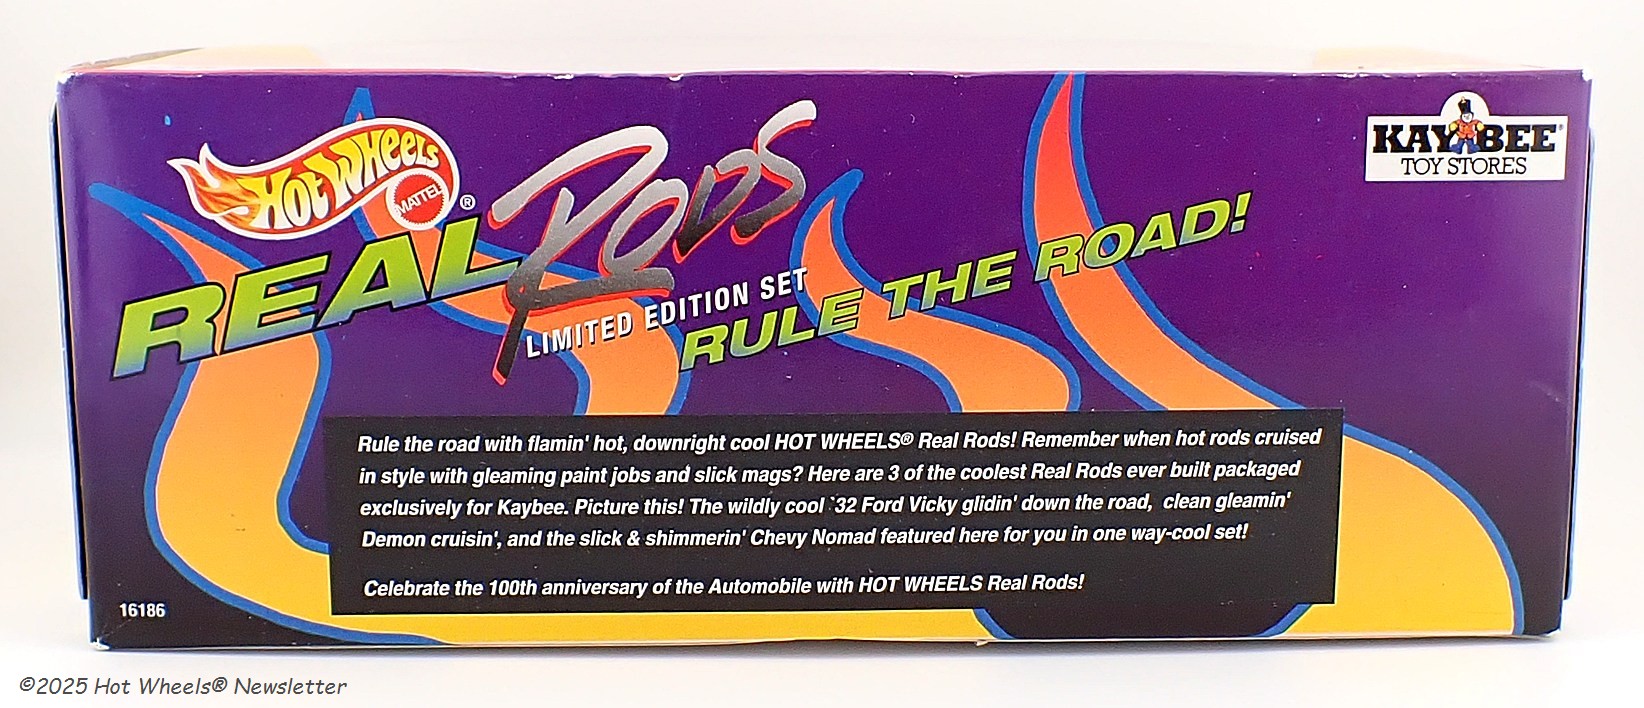 HOT WHEELS
MATTEL
®
KAY BEE®
TOY STORES
REAL RODS
LIMITED EDITION SET
RULE THE ROAD!
Rule the road with flamin' hot, downright cool HOT WHEELS® Real Rods! Remember when hot rods cruised
in style with gleaming paint jobs and slick mags? Here are 3 of the coolest Real Rods ever built packaged
exclusively for Kaybee. Picture this! The wildly cool `32 Ford Vicky glidin' down the road, clean gleamin'
Demon cruisin', and the slick & shimmerin' Chevy Nomad featured here for you in one way-cool set!
Celebrate the 100th anniversary of the Automobile with HOT WHEELS Real Rods!
16186
©2025 Hot Wheels® Newsletter